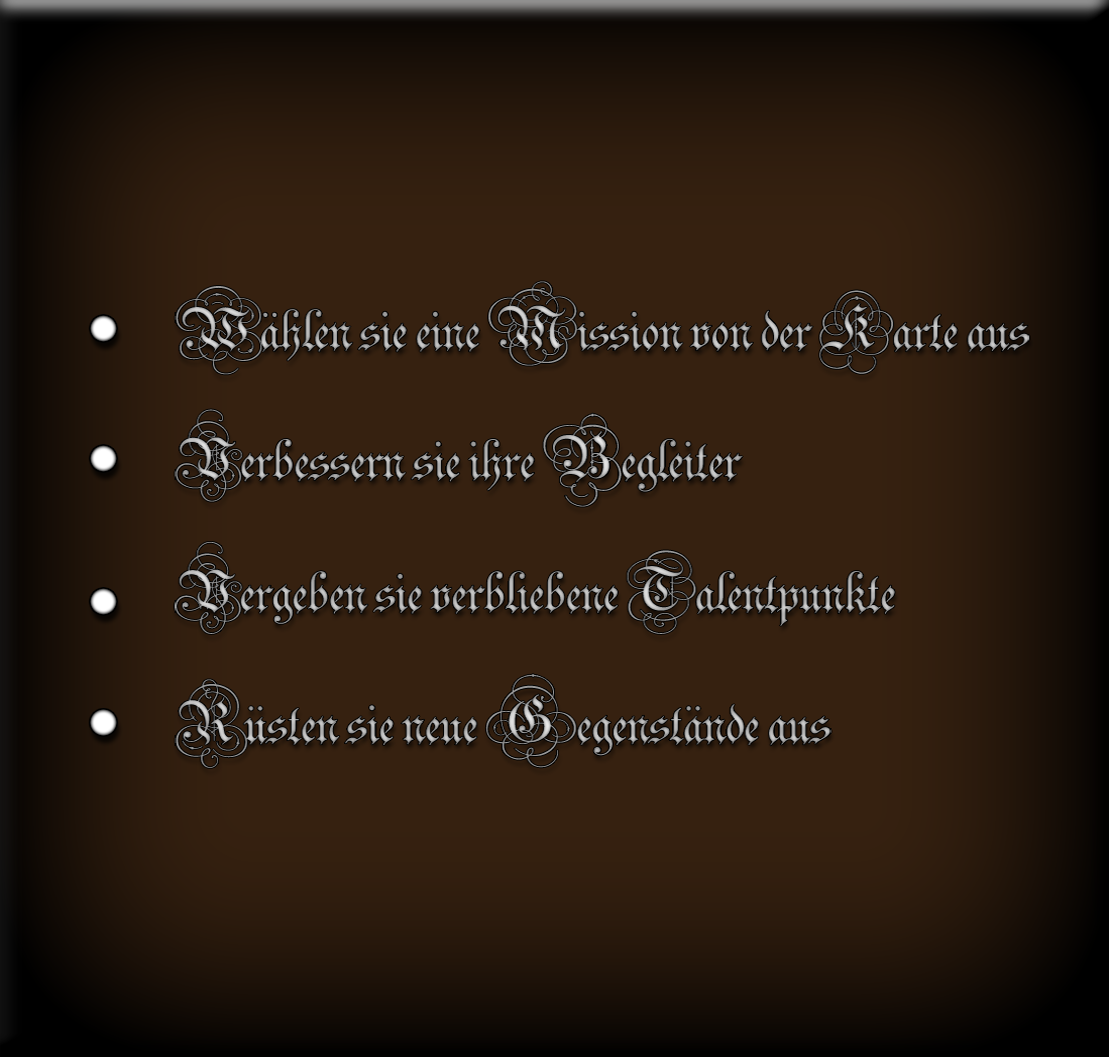 Wählen sie eine Mission von der Karte aus
Verbessern sie ihre Begleiter
Vergeben sie verbliebene Talentpunkte
Rüsten sie neue Gegenstände aus